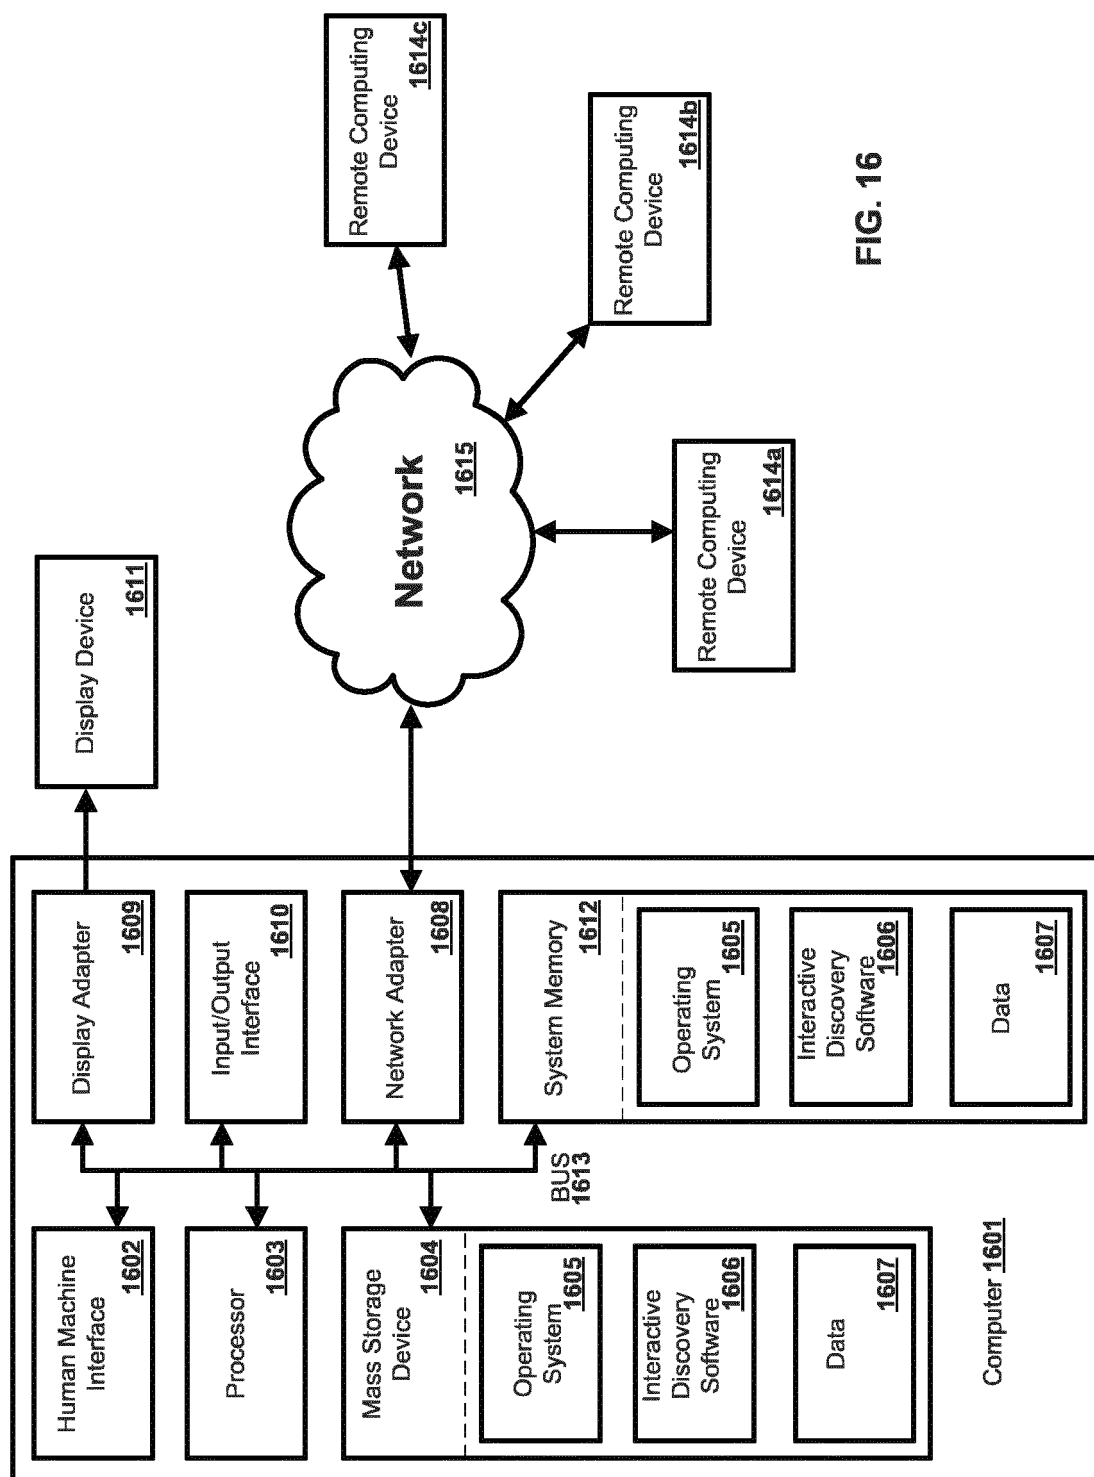 Human Machine
Interface
1602
Processor
1603
Mass Storage
Device
1604
Operating
System
1605
Interactive
Discovery
Software
1606
Data
1607
Computer 1601
BUS
1613
Display Adapter
1609
Input/Output
Interface
1610
Network Adapter
1608
System Memory
1612
Operating
System
1605
Interactive
Discovery
Software
1606
Data
1607
Display Device
1611
Network
1615
Remote Computing
Device
1614a
Remote Computing
Device
1614b
Remote Computing
Device
1614c
FIG. 16